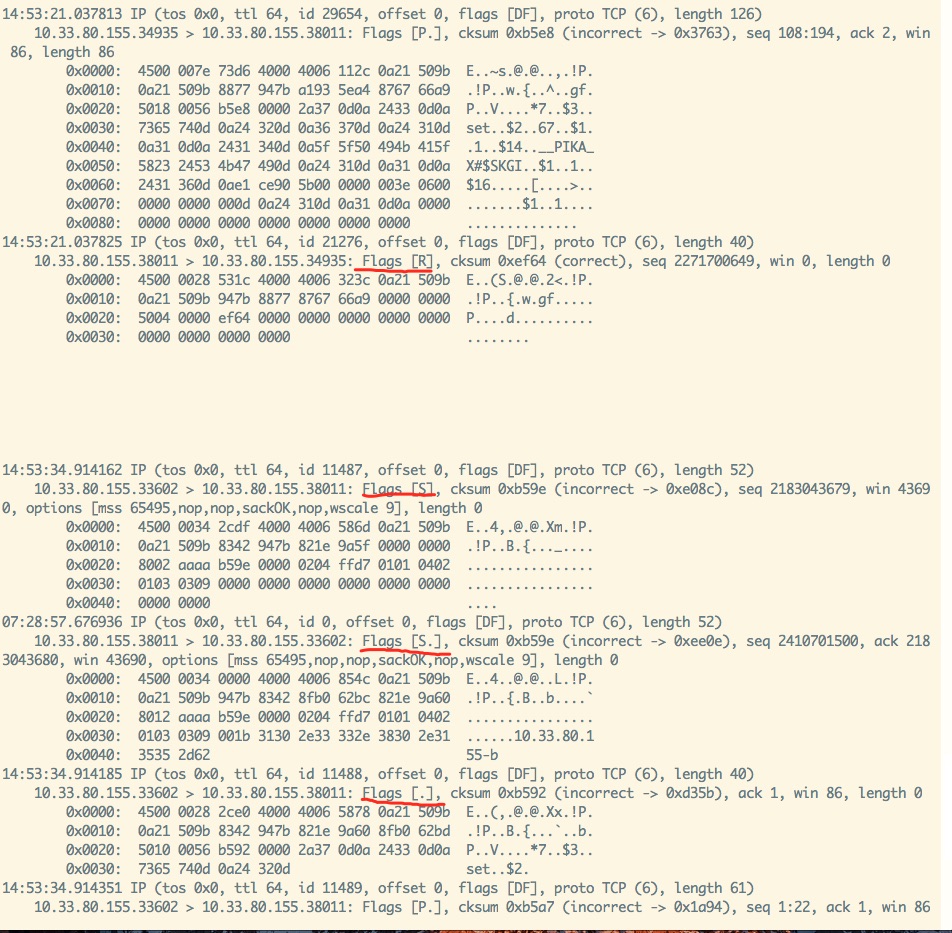 14:53:21.037813 IP (tos 0x0, ttl 64, id 29654, offset 0, flags [DF], proto TCP (6), length 126)
    10.33.80.155.34935 > 10.33.80.155.38011: Flags [P.], cksum 0xb5e8 (incorrect -> 0x3763), seq 108:194, ack 2, win
 86, length 86
        0x0000:  4500 007e 73d6 4000 4006 112c 0a21 509b  E..~s.@.@..,.!P.
        0x0010:  0a21 509b 8877 947b a193 5ea4 8767 66a9  .!P..w.{..^..gf.
        0x0020:  5018 0056 b5e8 0000 2a37 0d0a 2433 0d0a  P..V....*7..$3..
        0x0030:  7365 740d 0a24 320d 0a36 370d 0a24 310d  set..$2..67..$1.
        0x0040:  0a31 0d0a 2431 340d 0a5f 5f50 494b 415f  .1..$14..__PIKA_
        0x0050:  5823 2453 4b47 490d 0a24 310d 0a31 0d0a  X#$SKGI..$1..1..
        0x0060:  2431 360d 0ae1 ce90 5b00 0000 003e 0600  $16.....[....>..
        0x0070:  0000 0000 000d 0a24 310d 0a31 0d0a 0000  .......$1..1....
        0x0080:  0000 0000 0000 0000 0000 0000 0000       ..............
14:53:21.037825 IP (tos 0x0, ttl 64, id 21276, offset 0, flags [DF], proto TCP (6), length 40)
    10.33.80.155.38011 > 10.33.80.155.34935: Flags [R], cksum 0xef64 (correct), seq 2271700649, win 0, length 0
        0x0000:  4500 0028 531c 4000 4006 323c 0a21 509b  E..(S.@.@.2<.!P.
        0x0010:  0a21 509b 947b 8877 8767 66a9 0000 0000  .!P..{.w.gf.....
        0x0020:  5004 0000 ef64 0000 0000 0000 0000 0000  P....d..........
        0x0030:  0000 0000 0000 0000                      ........
14:53:34.914162 IP (tos 0x0, ttl 64, id 11487, offset 0, flags [DF], proto TCP (6), length 52)
    10.33.80.155.33602 > 10.33.80.155.38011: Flags [S], cksum 0xb59e (incorrect -> 0xe08c), seq 2183043679, win 4369
0, options [mss 65495,nop,nop,sackOK,nop,wscale 9], length 0
        0x0000:  4500 0034 2cdf 4000 4006 586d 0a21 509b  E..4,.@.@.Xm.!P.
        0x0010:  0a21 509b 8342 947b 821e 9a5f 0000 0000  .!P..B.{..._....
        0x0020:  8002 aaaa b59e 0000 0204 ffd7 0101 0402  ................
        0x0030:  0103 0309 0000 0000 0000 0000 0000 0000  ................
        0x0040:  0000 0000                                ....
07:28:57.676936 IP (tos 0x0, ttl 64, id 0, offset 0, flags [DF], proto TCP (6), length 52)
    10.33.80.155.38011 > 10.33.80.155.33602: Flags [S.], cksum 0xb59e (incorrect -> 0xee0e), seq 2410701500, ack 218
3043680, win 43690, options [mss 65495,nop,nop,sackOK,nop,wscale 9], length 0
        0x0000:  4500 0034 0000 4000 4006 854c 0a21 509b  E..4..@.@..L.!P.
        0x0010:  0a21 509b 947b 8342 8fb0 62bc 821e 9a60  .!P..{.B..b....`
        0x0020:  8012 aaaa b59e 0000 0204 ffd7 0101 0402  ................
        0x0030:  0103 0309 001b 3130 2e33 332e 3830 2e31  ......10.33.80.1
        0x0040:  3535 2d62                                55-b
14:53:34.914185 IP (tos 0x0, ttl 64, id 11488, offset 0, flags [DF], proto TCP (6), length 40)
    10.33.80.155.33602 > 10.33.80.155.38011: Flags [.], cksum 0xb592 (incorrect -> 0xd35b), ack 1, win 86, length 0
        0x0000:  4500 0028 2ce0 4000 4006 5878 0a21 509b  E..(,.@.@.Xx.!P.
        0x0010:  0a21 509b 8342 947b 821e 9a60 8fb0 62bd  .!P..B.{...`..b.
        0x0020:  5010 0056 b592 0000 2a37 0d0a 2433 0d0a  P..V....*7..$3..
        0x0030:  7365 740d 0a24 320d                      set..$2.
14:53:34.914351 IP (tos 0x0, ttl 64, id 11489, offset 0, flags [DF], proto TCP (6), length 61)
    10.33.80.155.33602 > 10.33.80.155.38011: Flags [P.], cksum 0xb5a7 (incorrect -> 0x1a94), seq 1:22, ack 1, win 86